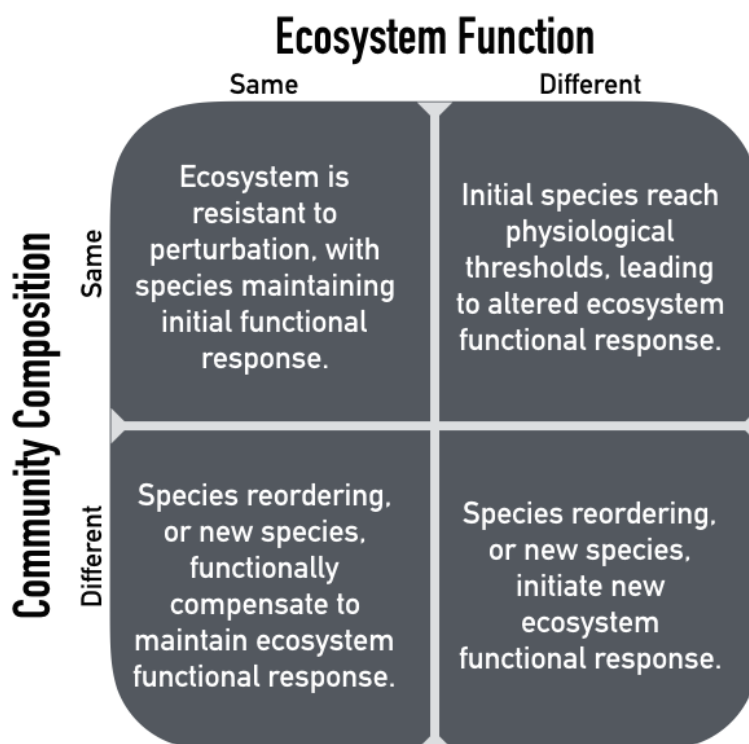 Ecosystem Function
Same
Different
Community Composition
Same
Ecosystem is
resistant to
perturbation, with
species maintaining
initial functional
response.
Initial species reach
physiological
thresholds, leading
to altered ecosystem
functional response.
Different
Species reordering,
or new species,
functionally
compensate to
maintain ecosystem
functional response.
Species reordering,
or new species,
initiate new
ecosystem
functional response.